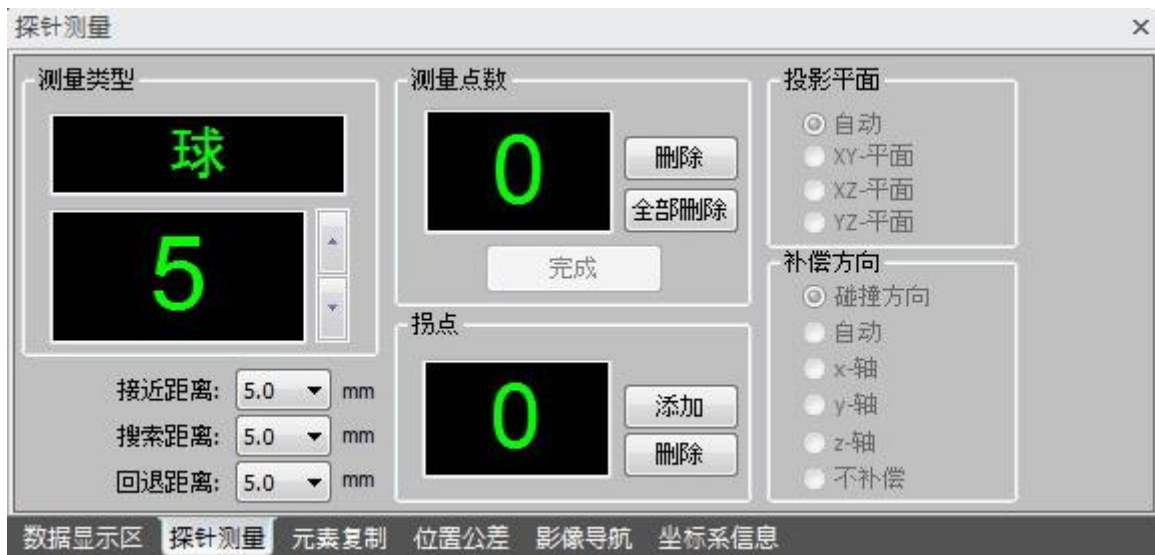 探针测量
测量类型
球
5
接近距离: 5.0 mm
搜索距离: 5.0 mm
回退距离: 5.0 mm
测量点数
0
删除
全部删除
完成
拐点
0
添加
删除
投影平面
自动
XY-平面
XZ-平面
YZ-平面
补偿方向
碰撞方向
自动
x-轴
y-轴
z-轴
不补偿
数据显示区 探针测量 元素复制 位置公差 影像导航 坐标系信息